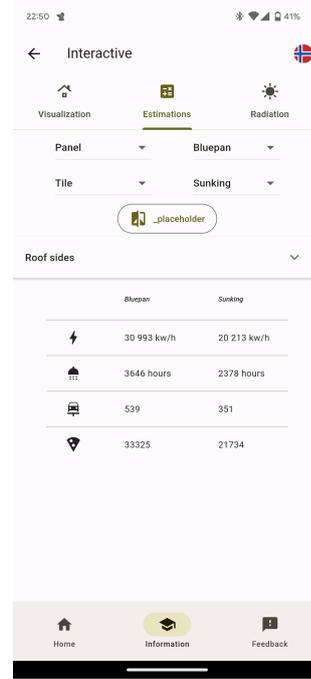 22:50 41%
Interactive
Visualization Estimations Radiation
Panel Bluepan
Tile Sunking
_placeholder
Roof sides
Bluepan Sunking
30 993 kw/h 20 213 kw/h
3646 hours 2378 hours
539 351
33325 21734
Home Information Feedback